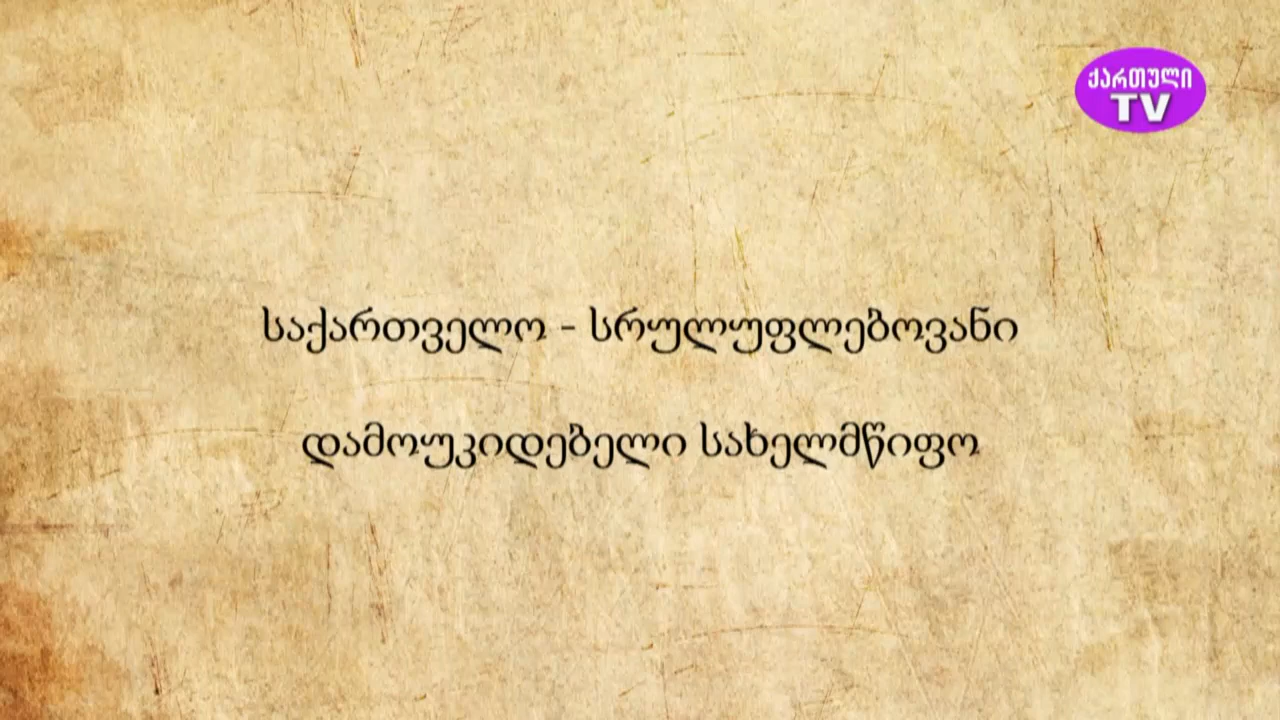 ქართული
TV
საქართველო - სრულუფლებოვანი
დამოუკიდებელი სახელმწიფო